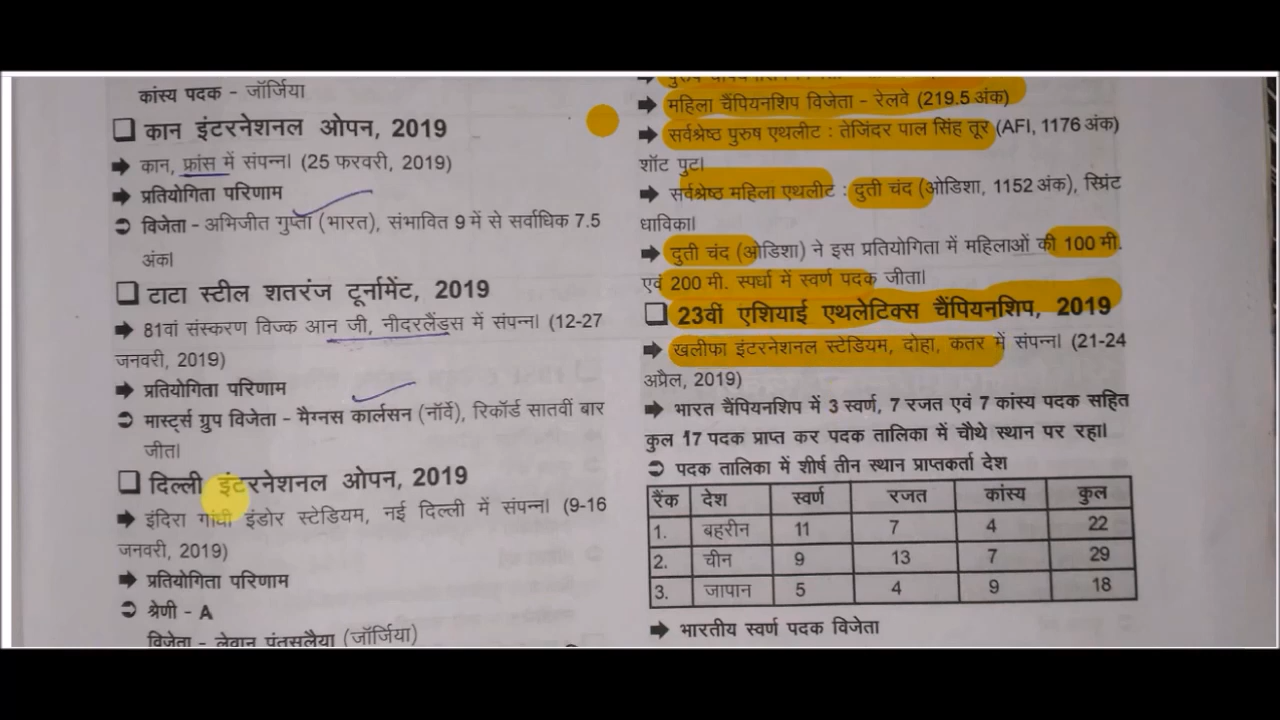 कांस्य पदक - जॉर्जिया
❑ कान इंटरनेशनल ओपन, 2019
➔ कान, फ्रांस में संपन्न। (25 फरवरी, 2019)
➔ प्रतियोगिता परिणाम
➲ विजेता - अभिजीत गुप्ता (भारत), संभावित 9 में से सर्वाधिक 7.5
अंक।
❑ टाटा स्टील शतरंज टूर्नामेंट, 2019
➔ 81वां संस्करण विज्क आन जी, नीदरलैंड्स में संपन्न। (12-27
जनवरी, 2019)
➔ प्रतियोगिता परिणाम
➲ मास्टर्स ग्रुप विजेता - मैग्नस कार्लसन (नॉर्वे), रिकॉर्ड सातवीं बार
जीत।
❑ दिल्ली इंटरनेशनल ओपन, 2019
➔ इंदिरा गांधी इंडोर स्टेडियम, नई दिल्ली में संपन्न। (9-16
जनवरी, 2019)
➔ प्रतियोगिता परिणाम
➲ श्रेणी - A
विजेता - लेवान पंतसुलैया (जॉर्जिया)
➔ महिला चैंपियनशिप विजेता - रेलवे (219.5 अंक)
➔ सर्वश्रेष्ठ पुरुष एथलीट : तेजिंदर पाल सिंह तूर (AFI, 1176 अंक)
शॉट पुट।
➔ सर्वश्रेष्ठ महिला एथलीट : दुती चंद (ओडिशा, 1152 अंक), स्प्रिंट
धाविका।
➔ दुती चंद (ओडिशा) ने इस प्रतियोगिता में महिलाओं की 100 मी.
एवं 200 मी. स्पर्धा में स्वर्ण पदक जीता।
❑ 23वीं एशियाई एथलेटिक्स चैंपियनशिप, 2019
➔ खलीफा इंटरनेशनल स्टेडियम, दोहा, कतर में संपन्न। (21-24
अप्रैल, 2019)
➔ भारत चैंपियनशिप में 3 स्वर्ण, 7 रजत एवं 7 कांस्य पदक सहित
कुल 17 पदक प्राप्त कर पदक तालिका में चौथे स्थान पर रहा।
➲ पदक तालिका में शीर्ष तीन स्थान प्राप्तकर्ता देश
रैंक देश स्वर्ण रजत कांस्य कुल
1. बहरीन 11 7 4 22
2. चीन 9 13 7 29
3. जापान 5 4 9 18
➔ भारतीय स्वर्ण पदक विजेता